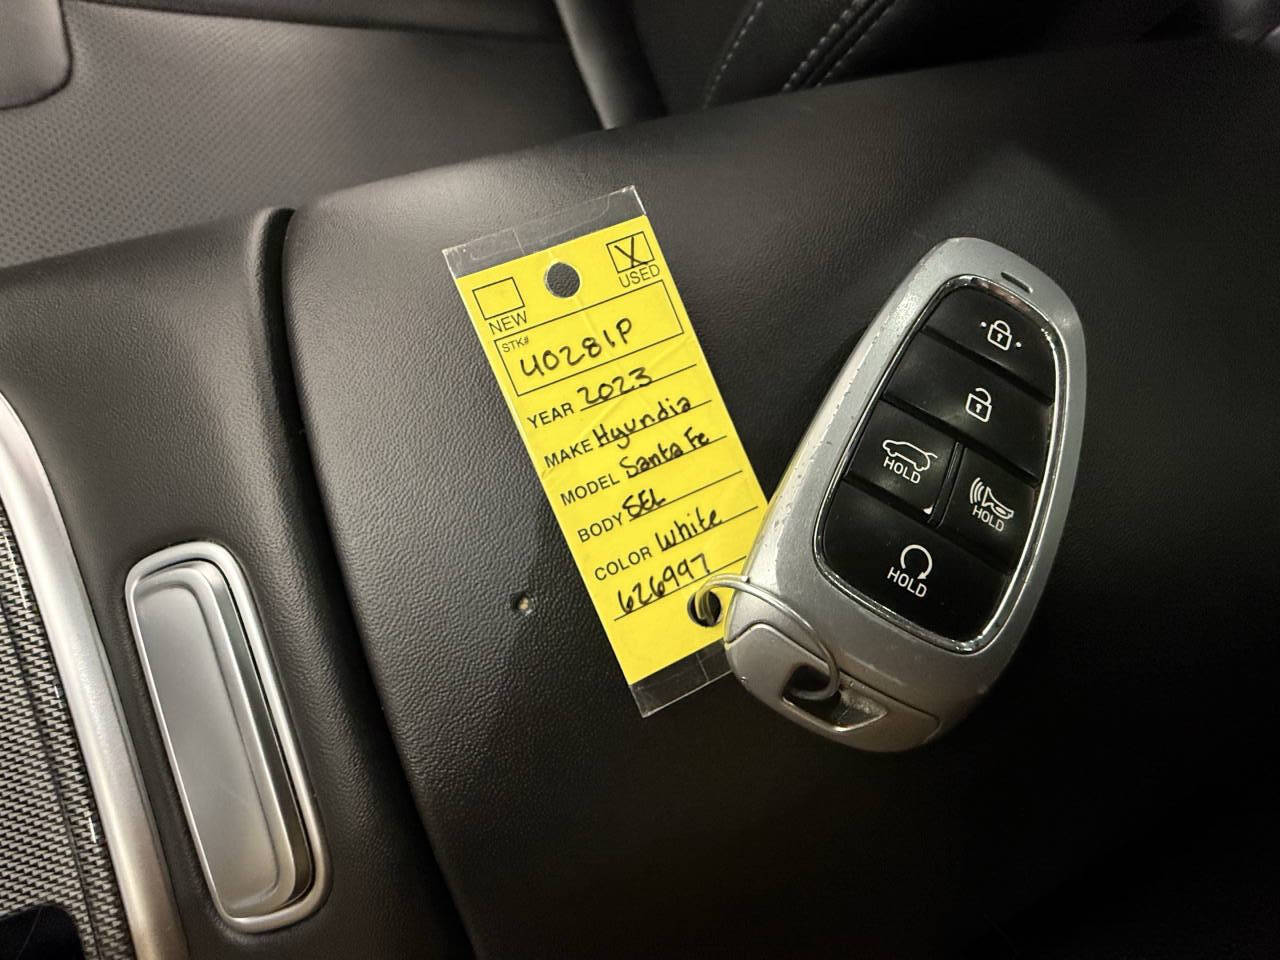 NEW
USED
STK# 40281P
YEAR 2023
MAKE Hyundia
MODEL Santa Fe
BODY SEL
COLOR White
626997
HOLD
HOLD
HOLD